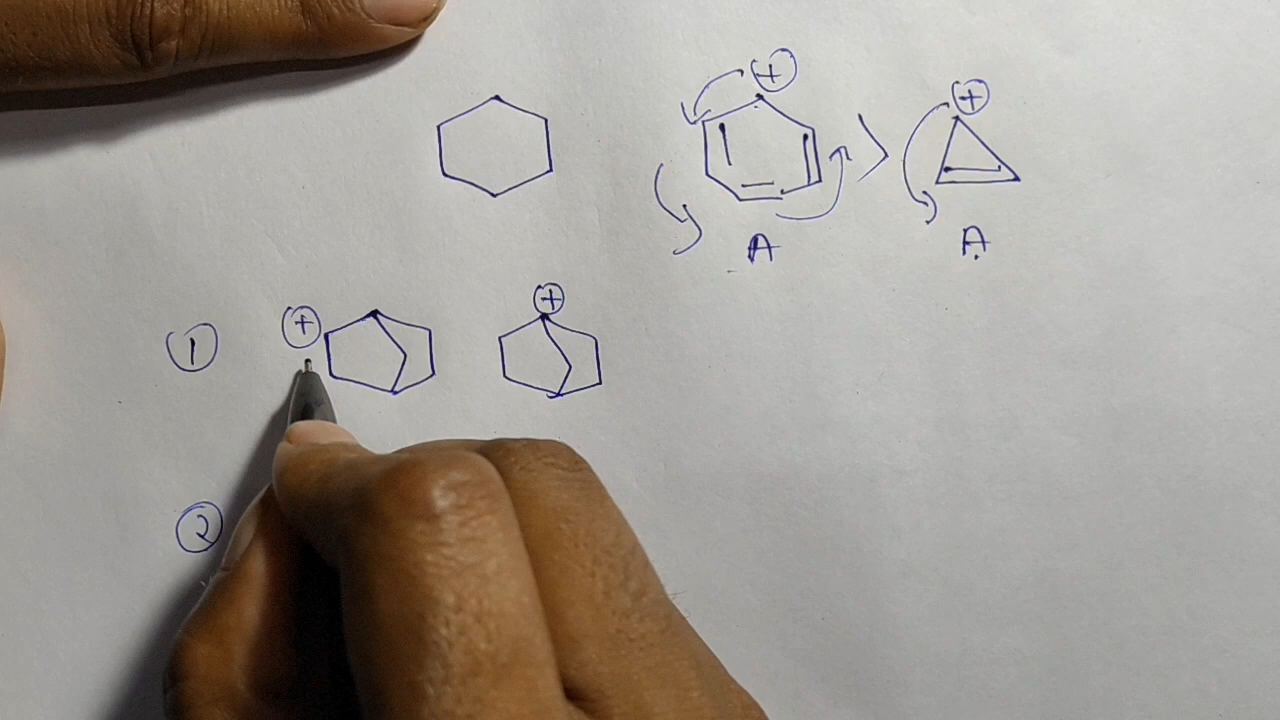 + > +
A A
① + +
②